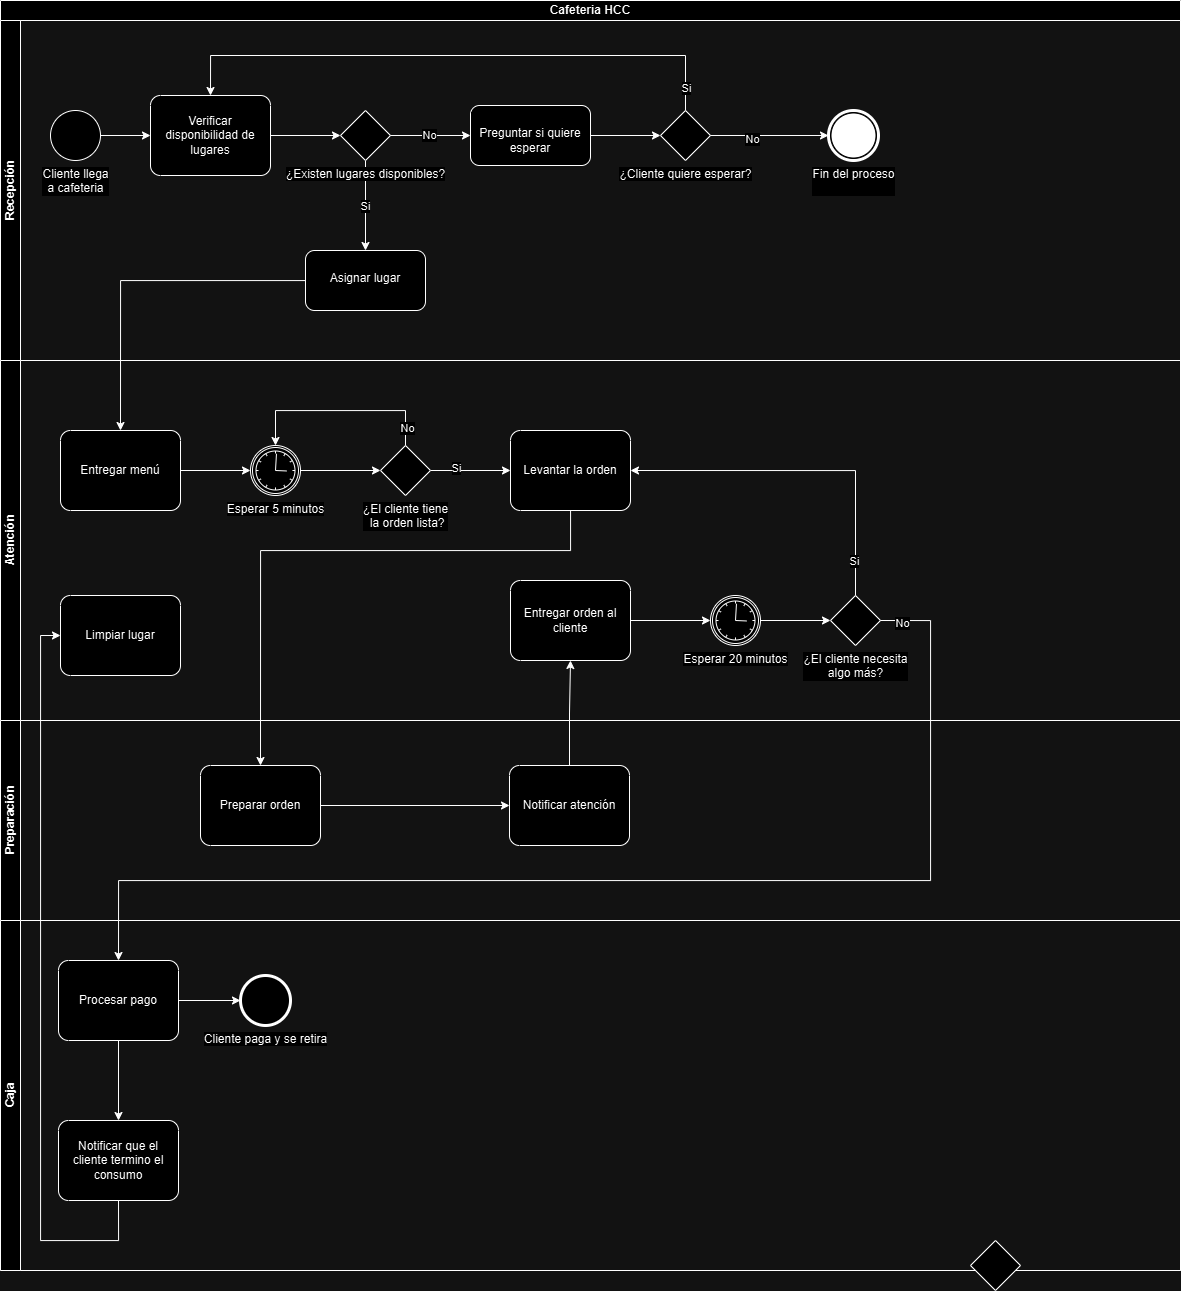 Cafeteria HCC
Recepción
Verificar
disponibilidad de
lugares
No
Preguntar si quiere
esperar
Si
No
Cliente llega
a cafeteria
¿Existen lugares disponibles?
¿Cliente quiere esperar?
Fin del proceso
Si
Asignar lugar
Atención
Entregar menú
No
Si
Levantar la orden
Esperar 5 minutos
¿El cliente tiene
la orden lista?
Si
Limpiar lugar
Entregar orden al
cliente
No
Esperar 20 minutos
¿El cliente necesita
algo más?
Preparación
Preparar orden
Notificar atención
Caja
Procesar pago
Cliente paga y se retira
Notificar que el
cliente termino el
consumo